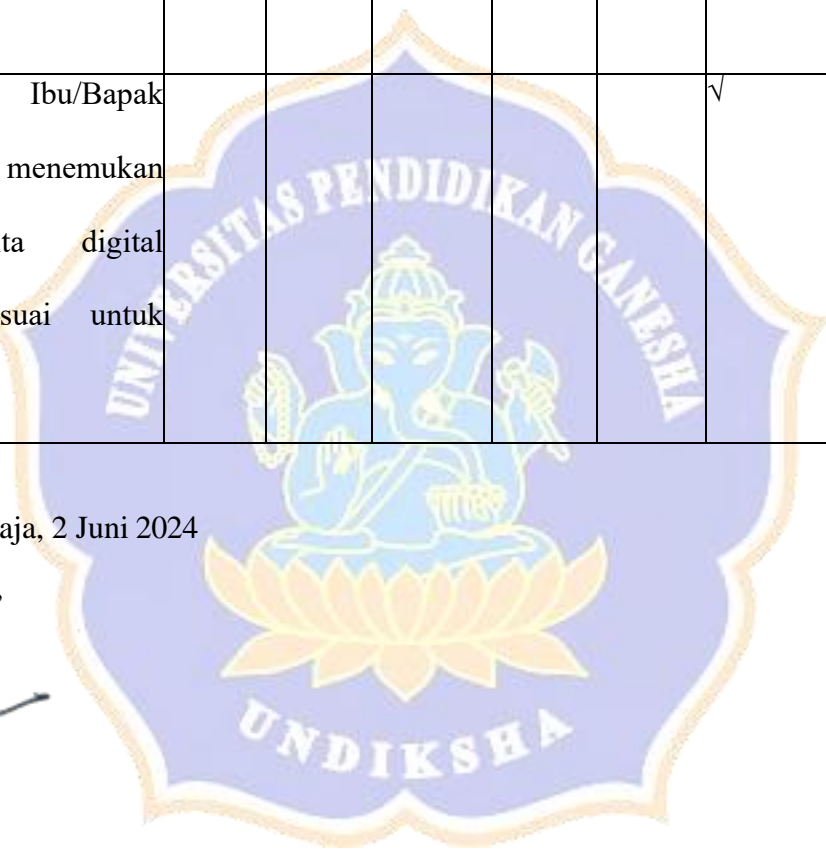 Ibu/Bapak √
menemukan
ta digital
suai untuk
UNIVERSITAS PENDIDIKAN GANESHA
aja, 2 Juni 2024
,
UNDIKSHA